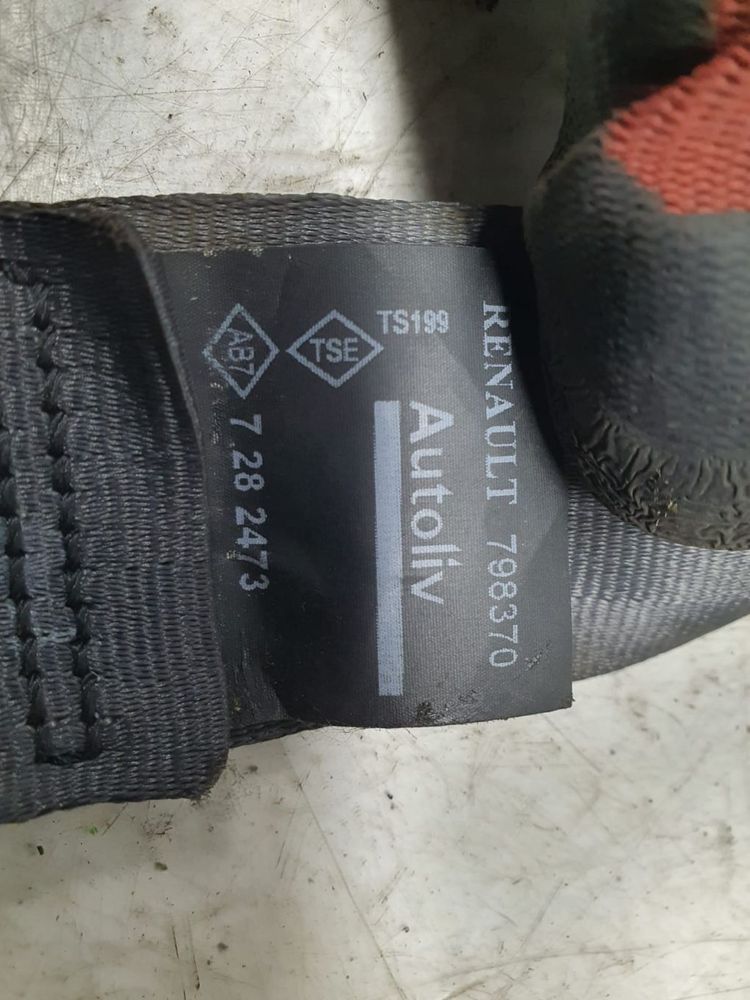 RENAULT 798370
Autoliv
TS199
TSE
AB7
7.28 2473